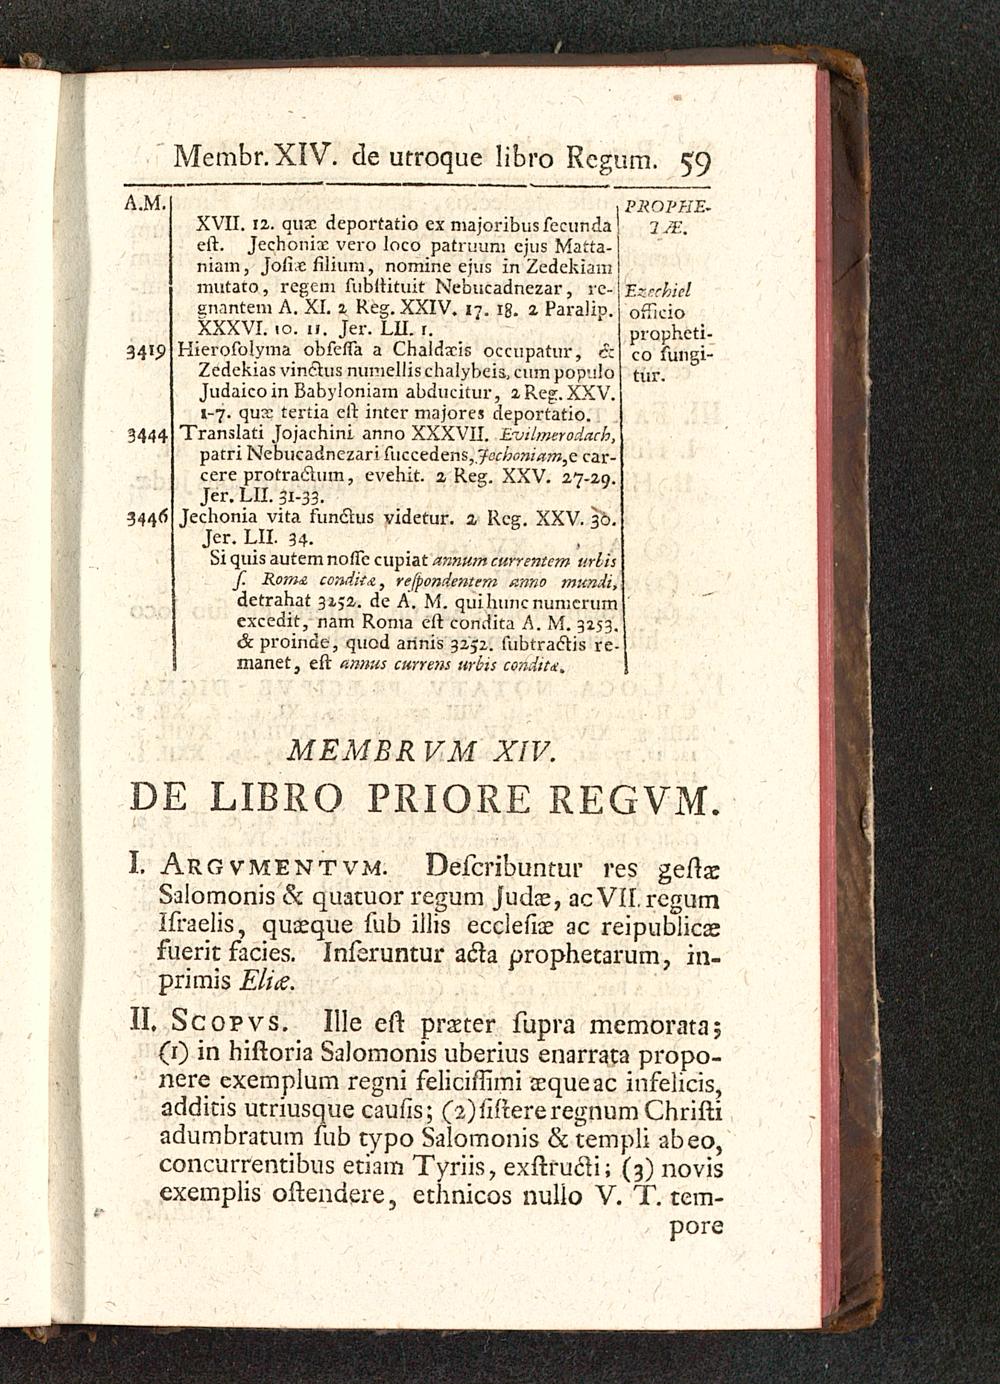 Membr. XIV. de utroque libro Regum. 59
A.M.
PROPHE-
TÆ.
XVII. 12. quæ deportatio ex majoribus ſecunda
eſt. Jechoniæ vero loco patruum ejus Matta-
niam, Joſiæ filium, nomine ejus in Zedekiam
mutato, regem ſubſtituit Nebucadnezar, re-
gnantem A. XI. 2 Reg. XXIV. 17. 18. 2 Paralip.
XXXVI. 10. 11. Jer. LII. 1.
Ezechiel
officio
propheti-
co fungi-
tur.
3419 Hieroſolyma obſeſſa a Chaldæis occupatur, &
Zedekias vinctus numellis chalybeis, cum populo
Judaico in Babyloniam abducitur, 2 Reg. XXV.
1-7. quæ tertia eſt inter majores deportatio.
3444 Translati Jojachini anno XXXVII. Evilmerodach,
patri Nebucadnezari ſuccedens, Jechoniam, e car-
cere protractum, evehit. 2 Reg. XXV. 27-29.
Jer. LII. 31-33.
3446 Jechonia vita functus videtur. 2 Reg. XXV. 30.
Jer. LII. 34.
Si quis autem noſſe cupiat annum currentem urbis
ſ. Romæ conditæ, reſpondentem anno mundi,
detrahat 3252. de A. M. qui hunc numerum
excedit, nam Roma eſt condita A. M. 3253.
& proinde, quod annis 3252. ſubtractis re-
manet, eſt annus currens urbis conditæ.
MEMBRVM XIV.
DE LIBRO PRIORE REGVM.
I. ARGVMENTVM. Deſcribuntur res geſtæ
Salomonis & quatuor regum Judæ, ac VII. regum
Iſraelis, quæque ſub illis eccleſiæ ac reipublicæ
fuerit facies. Inſeruntur acta prophetarum, in-
primis Eliæ.
II. SCOPVS. Ille eſt præter ſupra memorata;
(1) in hiſtoria Salomonis uberius enarrata propo-
nere exemplum regni feliciſſimi æque ac infelicis,
additis utriusque cauſis; (2) ſiſtere regnum Chriſti
adumbratum ſub typo Salomonis & templi ab eo,
concurrentibus etiam Tyriis, exſtructi; (3) novis
exemplis oſtendere, ethnicos nullo V. T. tem-
pore